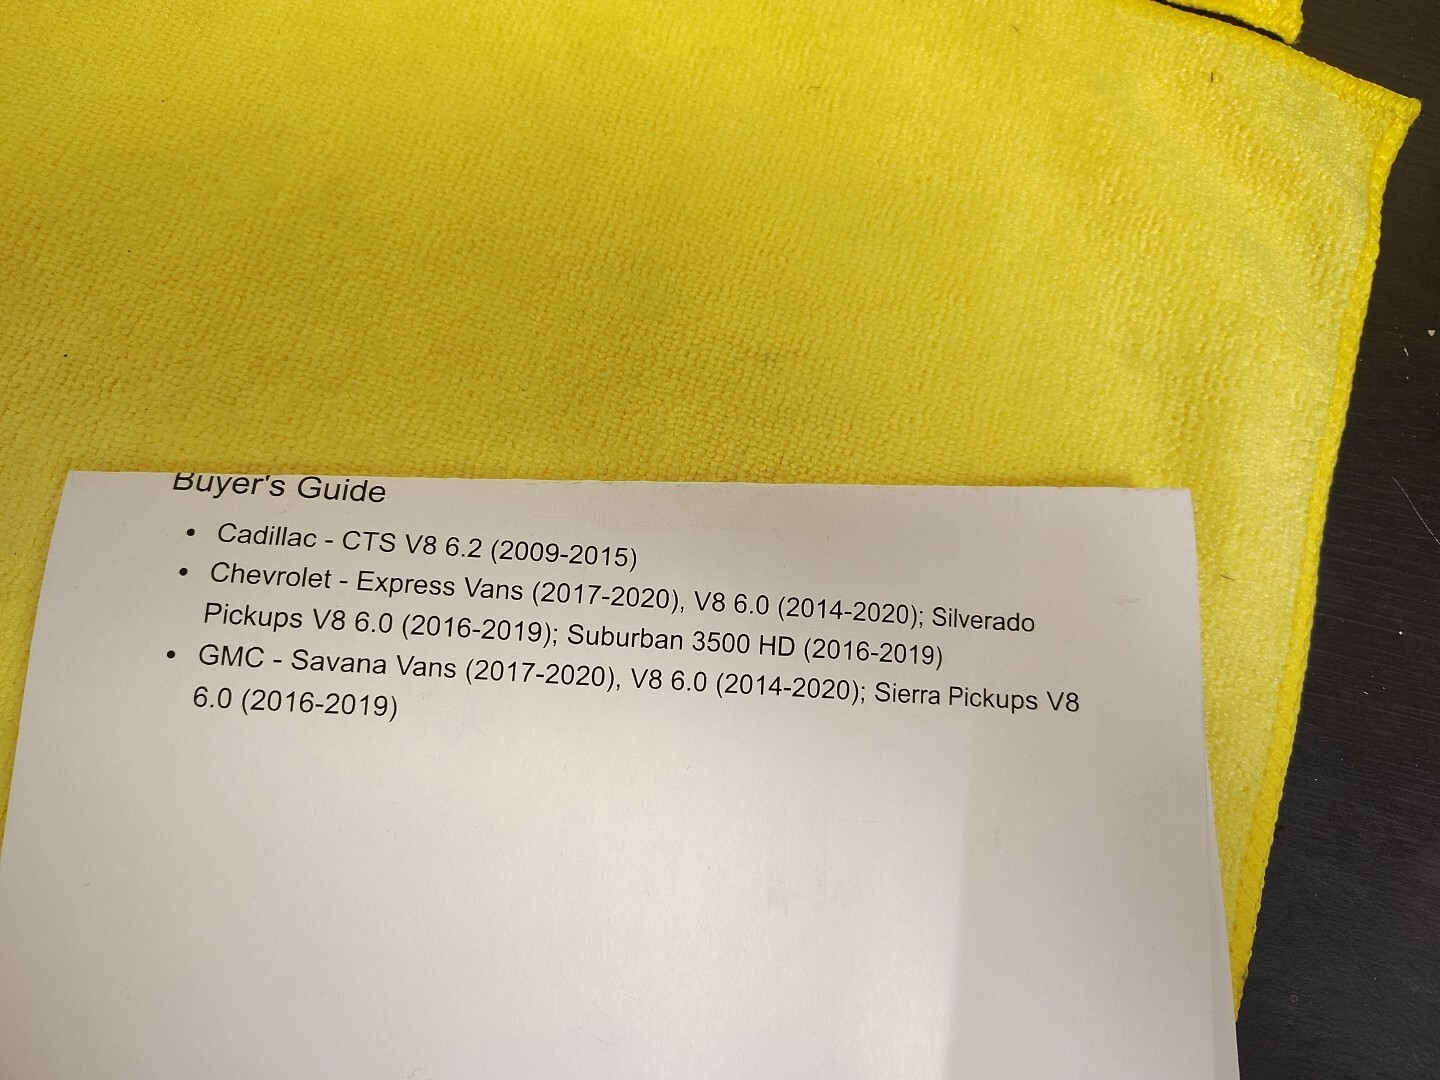 Buyer's Guide
• Cadillac - CTS V8 6.2 (2009-2015)
• Chevrolet - Express Vans (2017-2020), V8 6.0 (2014-2020); Silverado
Pickups V8 6.0 (2016-2019); Suburban 3500 HD (2016-2019)
• GMC - Savana Vans (2017-2020), V8 6.0 (2014-2020); Sierra Pickups V8
6.0 (2016-2019)